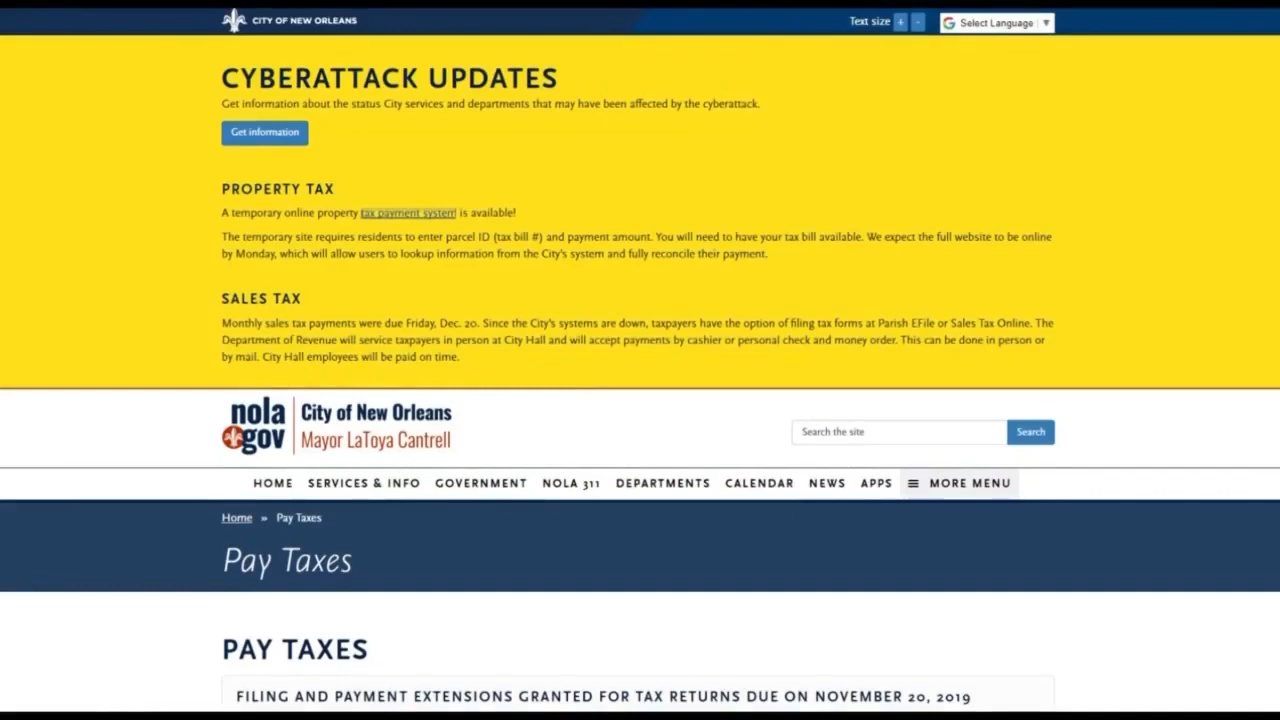 CITY OF NEW ORLEANS
Text size + -
Select Language ▼
CYBERATTACK UPDATES
Get information about the status City services and departments that may have been affected by the cyberattack.
Get information
PROPERTY TAX
A temporary online property tax payment system is available!
The temporary site requires residents to enter parcel ID (tax bill #) and payment amount. You will need to have your tax bill available. We expect the full website to be online
by Monday, which will allow users to lookup information from the City's system and fully reconcile their payment.
SALES TAX
Monthly sales tax payments were due Friday, Dec. 20. Since the City's systems are down, taxpayers have the option of filing tax forms at Parish EFile or Sales Tax Online. The
Department of Revenue will service taxpayers in person at City Hall and will accept payments by cashier or personal check and money order. This can be done in person or
by mail. City Hall employees will be paid on time.
nola
gov
City of New Orleans
Mayor LaToya Cantrell
Search the site
Search
HOME SERVICES & INFO GOVERNMENT NOLA 311 DEPARTMENTS CALENDAR NEWS APPS ≡ MORE MENU
Home » Pay Taxes
Pay Taxes
PAY TAXES
FILING AND PAYMENT EXTENSIONS GRANTED FOR TAX RETURNS DUE ON NOVEMBER 20, 2019